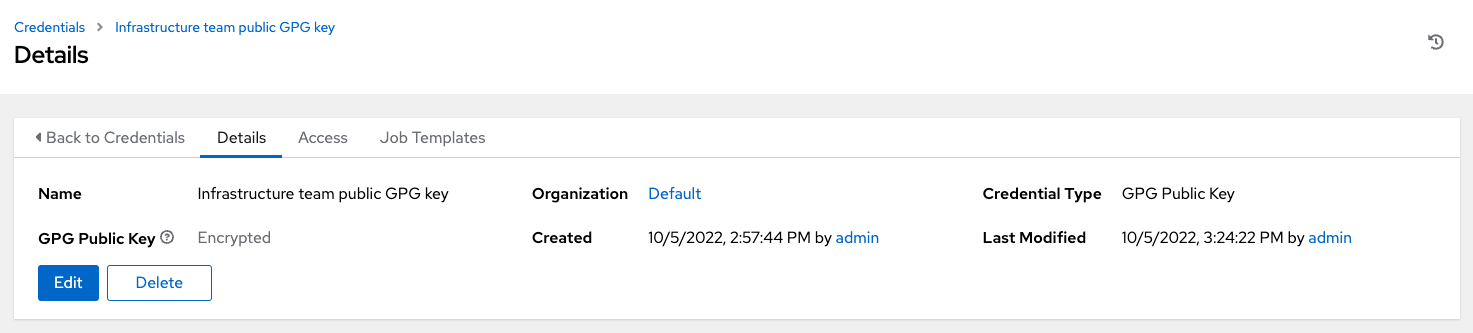 Credentials > Infrastructure team public GPG key
Details
Back to Credentials Details Access Job Templates
Name Infrastructure team public GPG key Organization Default Credential Type GPG Public Key
GPG Public Key Encrypted Created 10/5/2022, 2:57:44 PM by admin Last Modified 10/5/2022, 3:24:22 PM by admin
Edit Delete